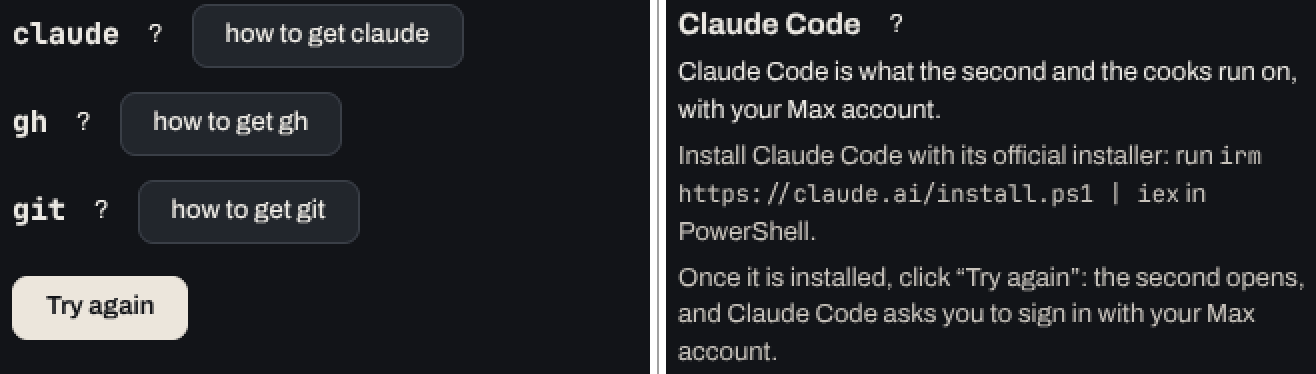 claude ? how to get claude
gh ? how to get gh
git ? how to get git
Try again
Claude Code ?
Claude Code is what the second and the cooks run on,
with your Max account.
Install Claude Code with its official installer: run irm
https://claude.ai/install.ps1 | iex in
PowerShell.
Once it is installed, click “Try again”: the second opens,
and Claude Code asks you to sign in with your Max
account.